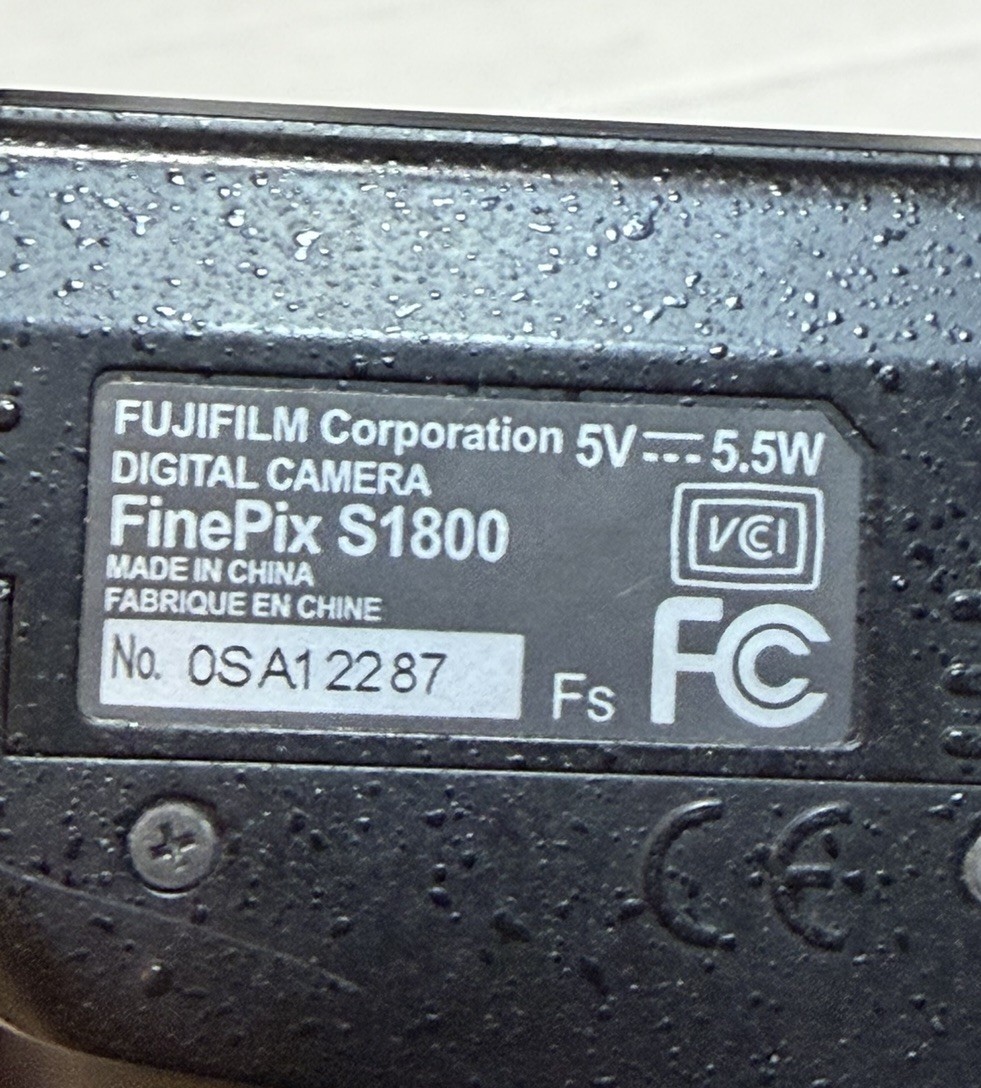 FUJIFILM Corporation 5V 5.5W
DIGITAL CAMERA
FinePix S1800
VCI
MADE IN CHINA
FABRIQUE EN CHINE
FC
No. 0SA12287
Fs
CE